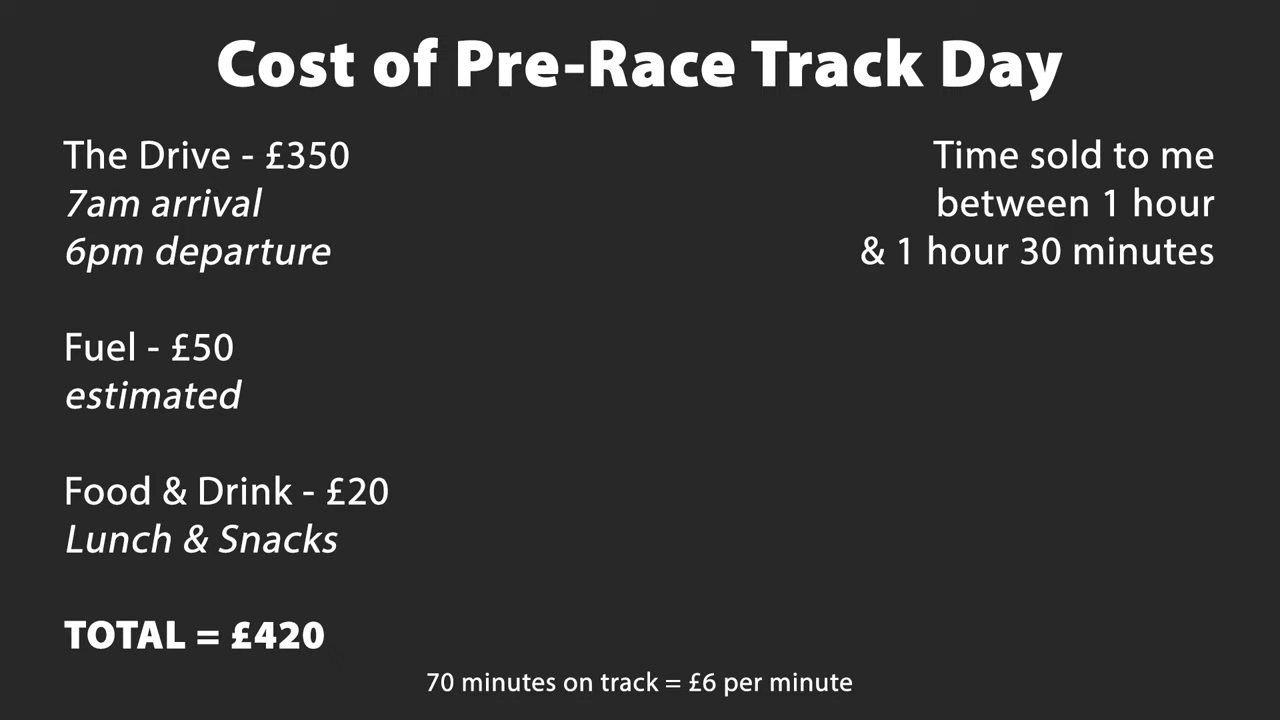 Cost of Pre-Race Track Day
The Drive - £350
7am arrival
6pm departure
Time sold to me
between 1 hour
& 1 hour 30 minutes
Fuel - £50
estimated
Food & Drink - £20
Lunch & Snacks
TOTAL = £420
70 minutes on track = £6 per minute